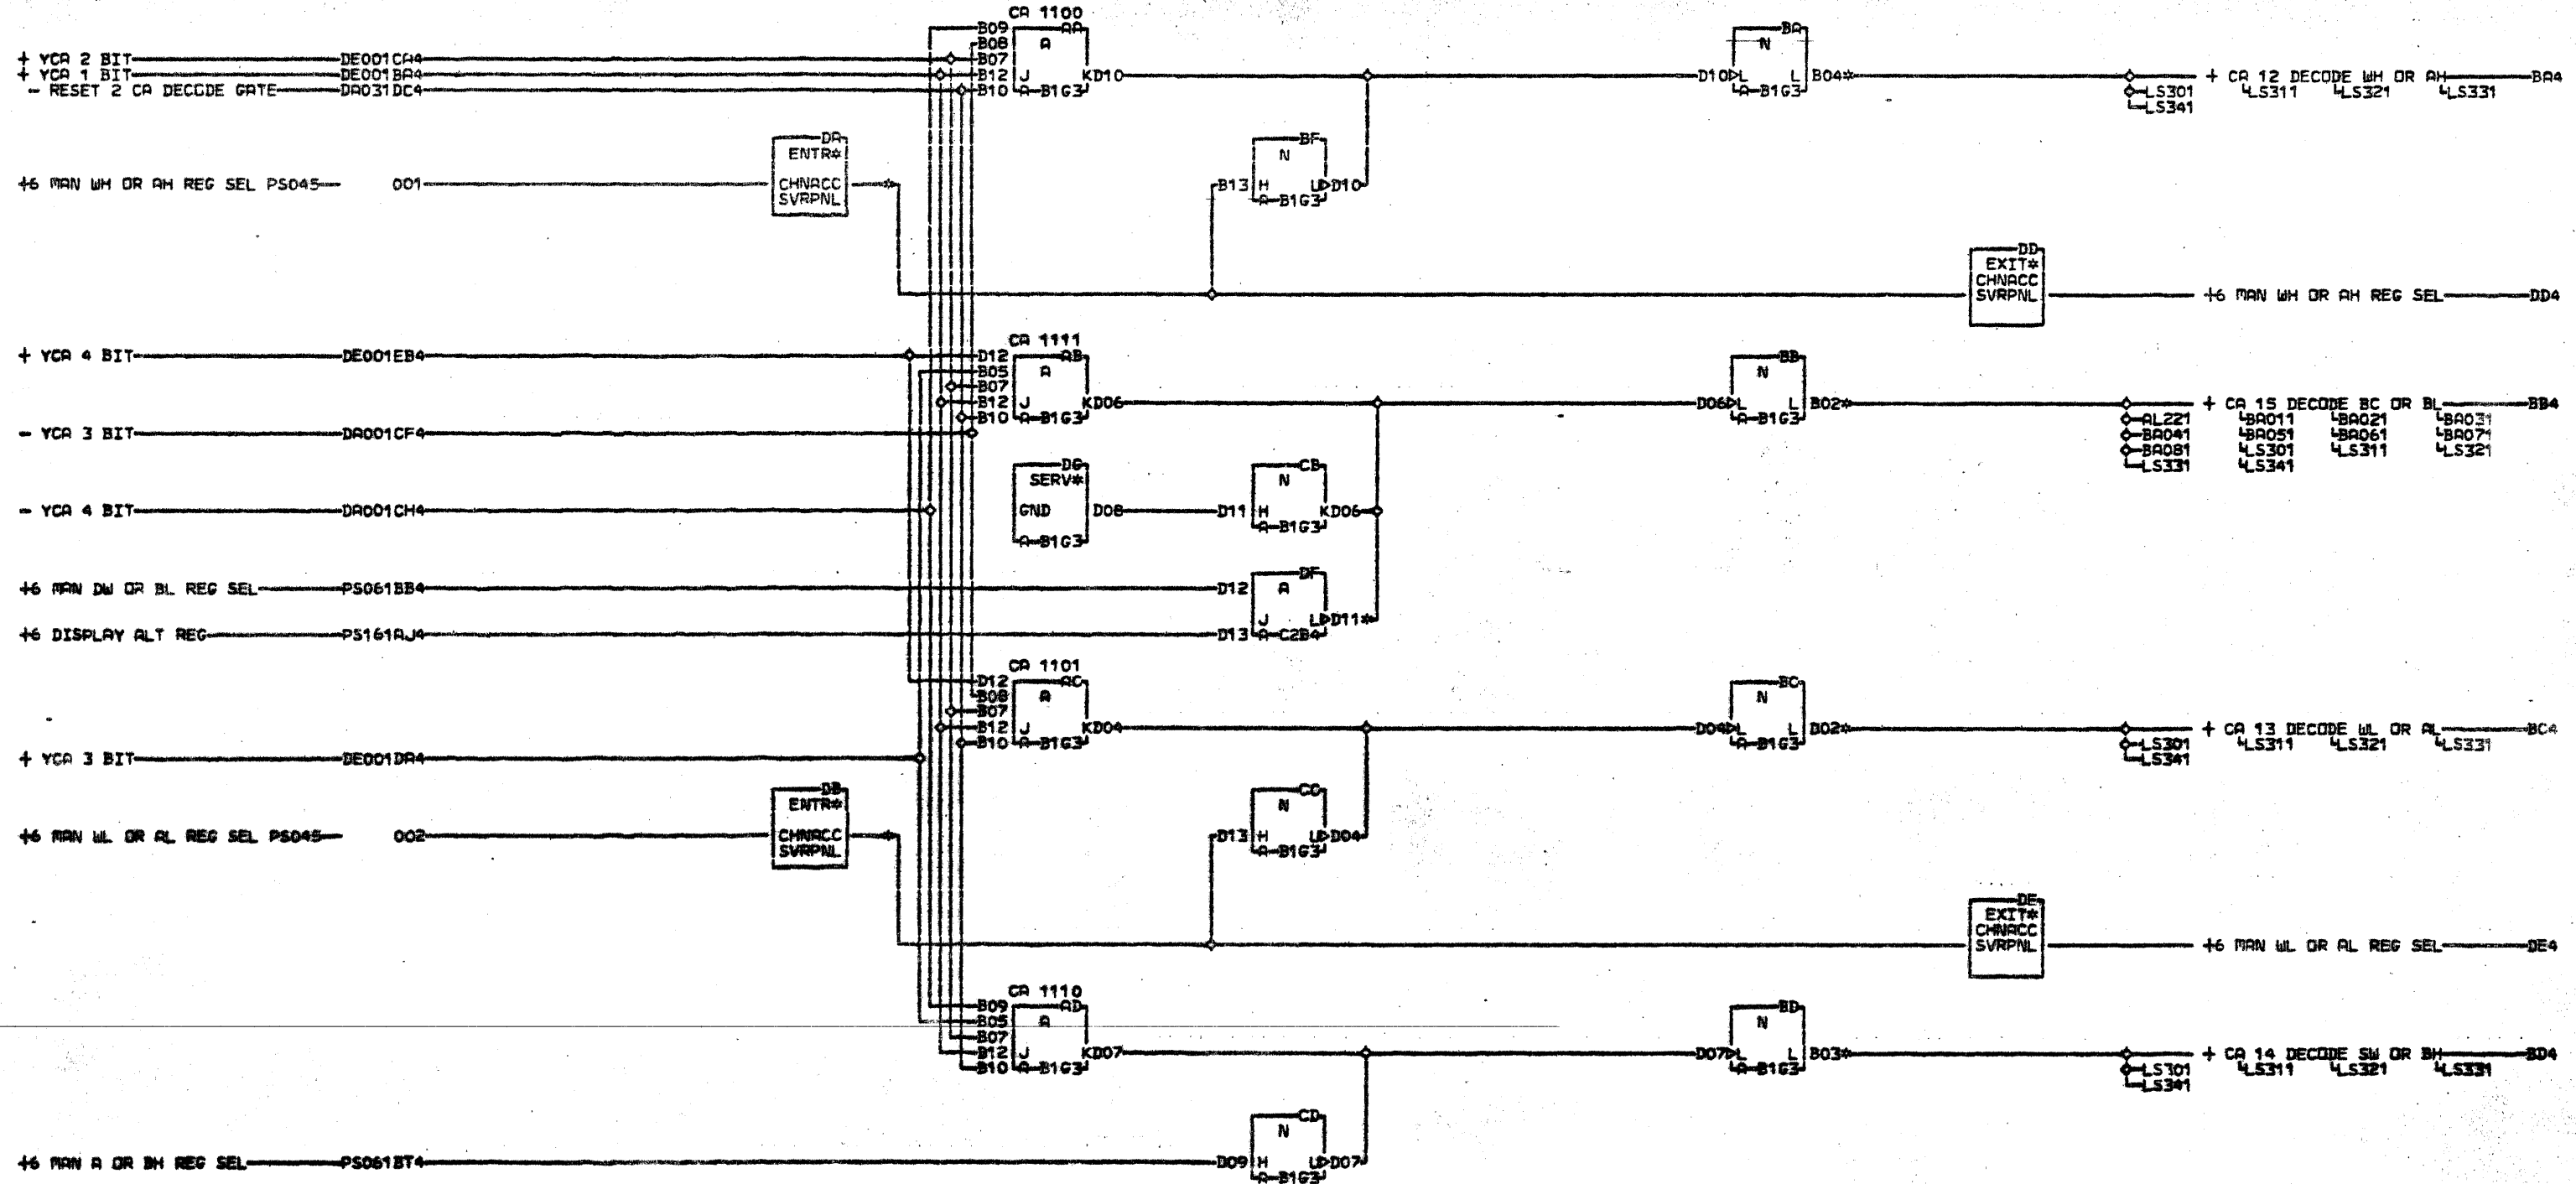 CA 1100
B09 AA
B08 A BA
+ YCA 2 BIT DE001CA4 B07 N
+ YCA 1 BIT DE001BA4 B12 J KD10 D10 L L B04* + CA 12 DECODE WH OR AH BA4
- RESET 2 CA DECODE GATE DA031DC4 B10 A-B1G3 A-B1G3 LS301 LS311 LS321 LS331
LS341
DA BF
ENTR* N
+6 MAN WH OR AH REG SEL PS045 001 CHNACC B13 H L D10
SVRPNL A-B1G3
DD
EXIT*
CHNACC
SVRPNL +6 MAN WH OR AH REG SEL DD4
CA 1111
+ YCA 4 BIT DE001EB4 D12 AB BB
B05 A N
B07
B12 J KD06 D06 L L B02* + CA 15 DECODE BC OR BL BB4
B10 A-B1G3 A-B1G3 AL221 BA011 BA021 BA031
- YCA 3 BIT DA001CF4 BA041 BA051 BA061 BA071
BA081 LS301 LS311 LS321
DG CB LS331 LS341
SERV* N
- YCA 4 BIT DA001CH4 GND D08 D11 H KD06
A-B1G3 A-B1G3
DF
+6 MAN DW OR BL REG SEL PS061BB4 D12 A
J L D11*
+6 DISPLAY ALT REG PS161AJ4 D13 A-C2B4
CA 1101
D12 AC BC
B08 A N
B07
B12 J KD04 D04 L L B02* + CA 13 DECODE WL OR AL BC4
B10 A-B1G3 A-B1G3 LS301 LS311 LS321 LS331
+ YCA 3 BIT DE001DA4 LS341
DB CC
ENTR* N
+6 MAN WL OR AL REG SEL PS045 002 CHNACC D13 H L D04
SVRPNL A-B1G3
DE
EXIT*
CHNACC
SVRPNL +6 MAN WL OR AL REG SEL DE4
CA 1110
B09 AD BD
B05 A N
B07
B12 J KD07 D07 L L B03* + CA 14 DECODE SW OR BH BD4
B10 A-B1G3 A-B1G3 LS301 LS311 LS321 LS331
LS341
CD
N
+6 MAN A OR BH REG SEL PS061BT4 D09 H L D07
A-B1G3